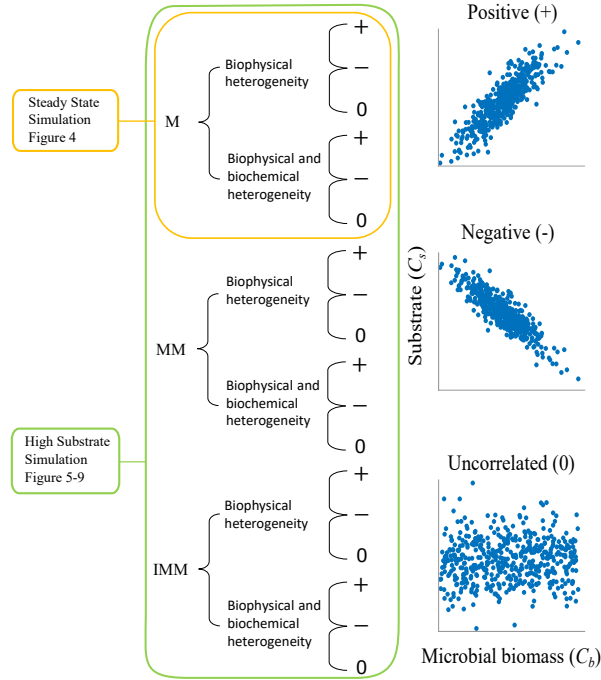 Steady State
Simulation
Figure 4
High Substrate
Simulation
Figure 5-9
M
Biophysical
heterogeneity
+
−
0
Biophysical and
biochemical
heterogeneity
+
−
0
MM
Biophysical
heterogeneity
+
−
0
Biophysical and
biochemical heterogeneity
+
−
0
IMM
Biophysical
heterogeneity
+
−
0
Biophysical and
biochemical
heterogeneity
+
−
0
Positive (+)
Negative (-)
Substrate (Cs)
Uncorrelated (0)
Microbial biomass (Cb)